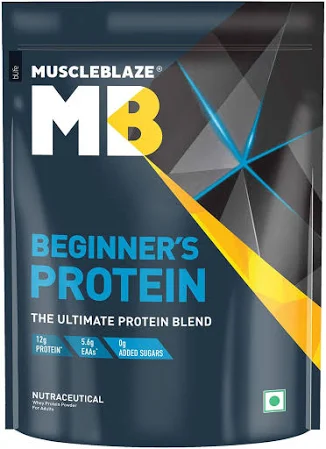 bLife
MUSCLEBLAZE®
MB
BEGINNER'S
PROTEIN
THE ULTIMATE PROTEIN BLEND
12g
PROTEIN*
5.6g
EAAs*
0g
ADDED SUGARS
NUTRACEUTICAL
Whey Protein Powder
For Adults